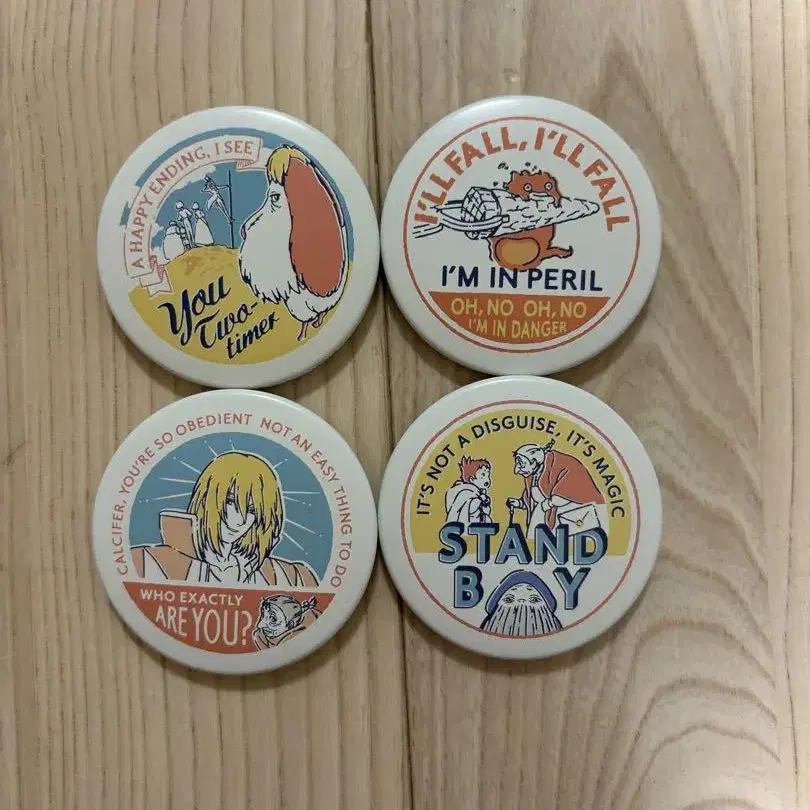 A HAPPY ENDING, I SEE
You
Two-
timer
I'LL FALL, I'LL FALL
I'M IN PERIL
OH, NO OH, NO
I'M IN DANGER
CALCIFER, YOU'RE SO OBEDIENT NOT AN EASY THING TO DO
WHO EXACTLY
ARE YOU?
IT'S NOT A DISGUISE, IT'S MAGIC
STAND
BY